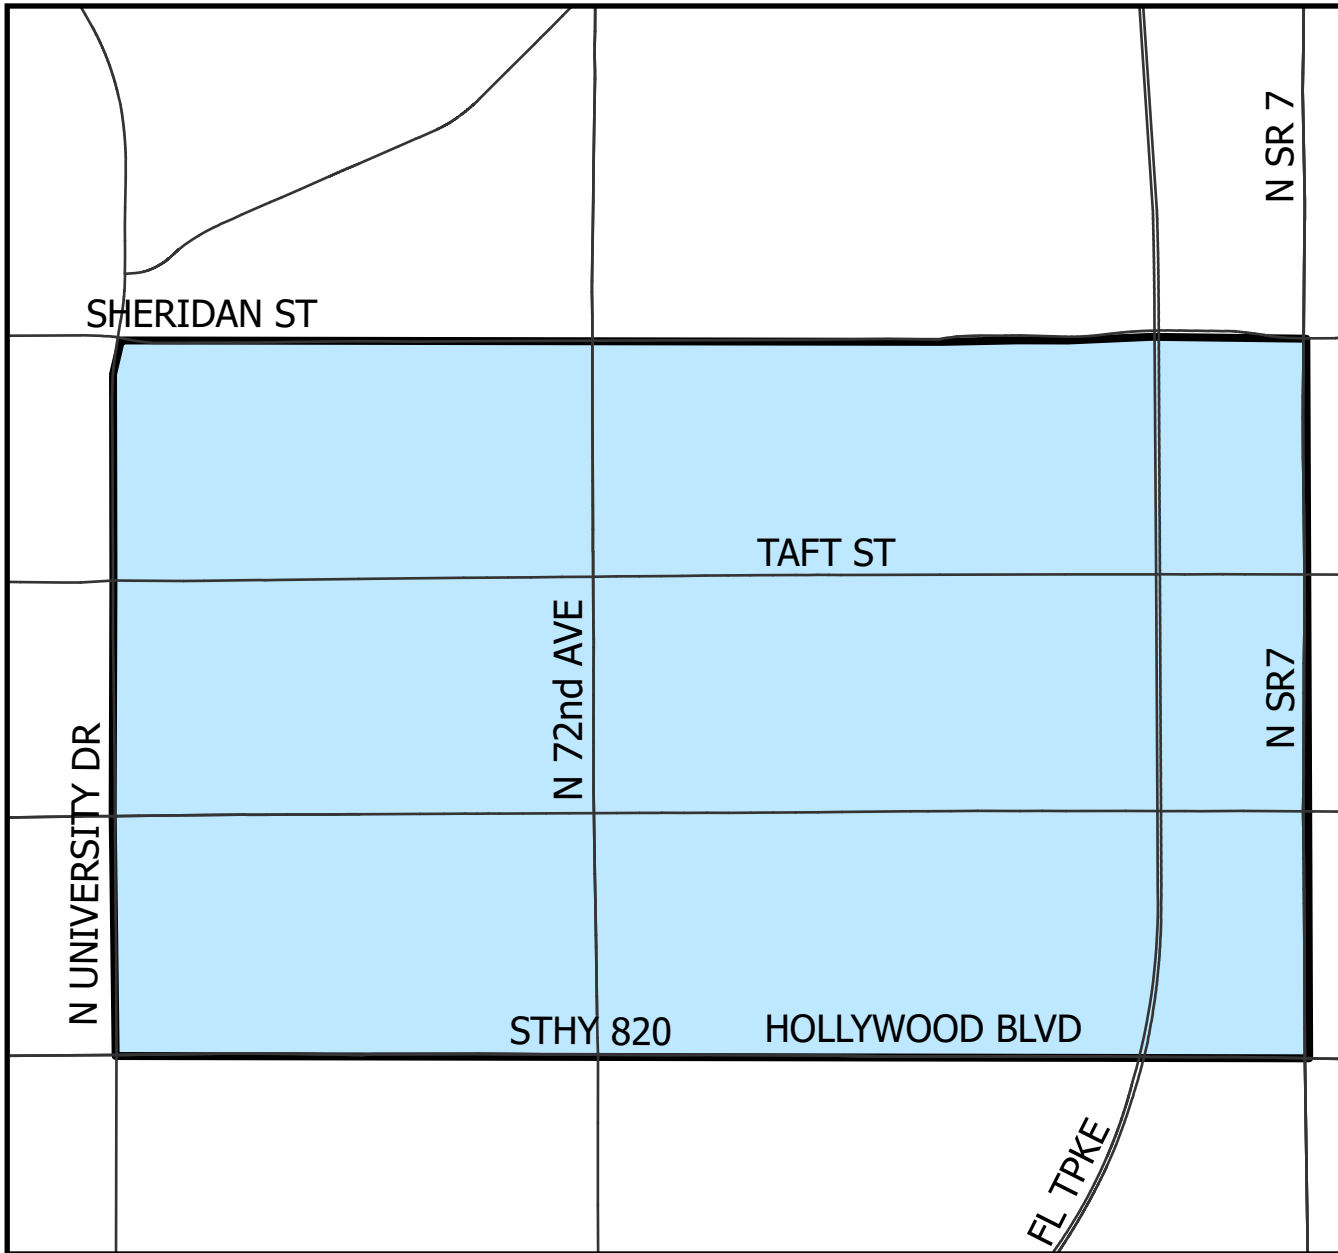 N SR 7
SHERIDAN ST
TAFT ST
N 72nd AVE
N SR7
N UNIVERSITY DR
STHY 820
HOLLYWOOD BLVD
FL TPKE